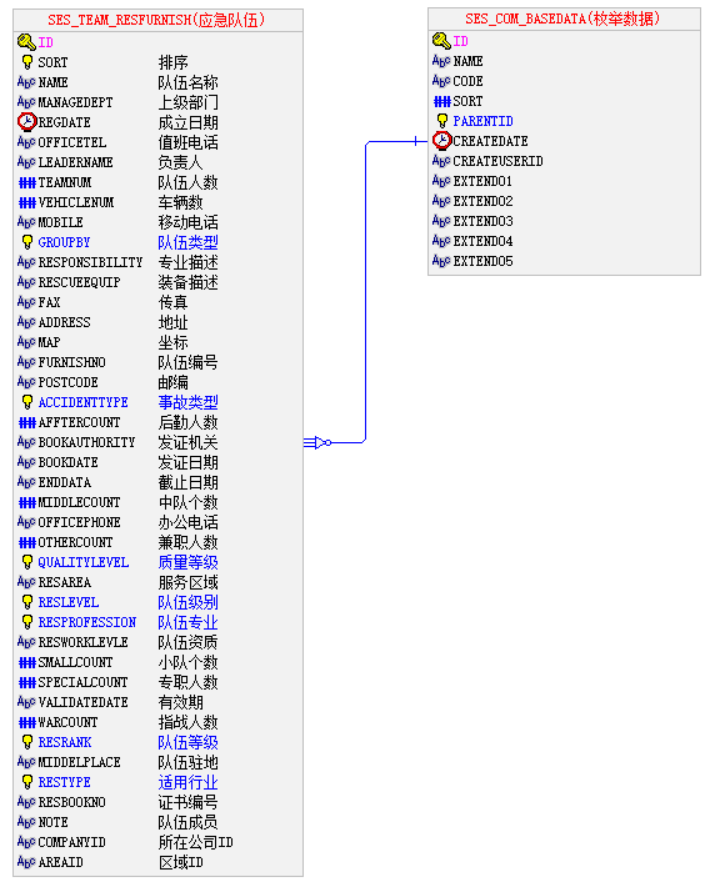 SES_TEAM_RESFURNISH(应急队伍)
ID
SORT 排序
NAME 队伍名称
MANAGEDEPT 上级部门
REGDATE 成立日期
OFFICETEL 值班电话
LEADERNAME 负责人
TEAMNUM 队伍人数
VEHICLENUM 车辆数
MOBILE 移动电话
GROUPBY 队伍类型
RESPONSIBILITY 专业描述
RESCUEEQUIP 装备描述
FAX 传真
ADDRESS 地址
MAP 坐标
FURNISHNO 队伍编号
POSTCODE 邮编
ACCIDENTTYPE 事故类型
AFFTERCOUNT 后勤人数
BOOKAUTHORITY 发证机关
BOOKDATE 发证日期
ENDDATA 截止日期
MIDDLECOUNT 中队个数
OFFICEPHONE 办公电话
OTHERCOUNT 兼职人数
QUALITYLEVEL 质量等级
RESAREA 服务区域
RESLEVEL 队伍级别
RESPROFESSION 队伍专业
RESWORKLEVLE 队伍资质
SMALLCOUNT 小队个数
SPECIALCOUNT 专职人数
VALIDATEDATE 有效期
WARCOUNT 指战人数
RESRANK 队伍等级
MIDDELPLACE 队伍驻地
RESTYPE 适用行业
RESBOOKNO 证书编号
NOTE 队伍成员
COMPANYID 所在公司ID
AREAID 区域ID
SES_COM_BASEDATA(枚举数据)
ID
NAME
CODE
SORT
PARENTID
CREATEDATE
CREATEUSERID
EXTEND01
EXTEND02
EXTEND03
EXTEND04
EXTEND05